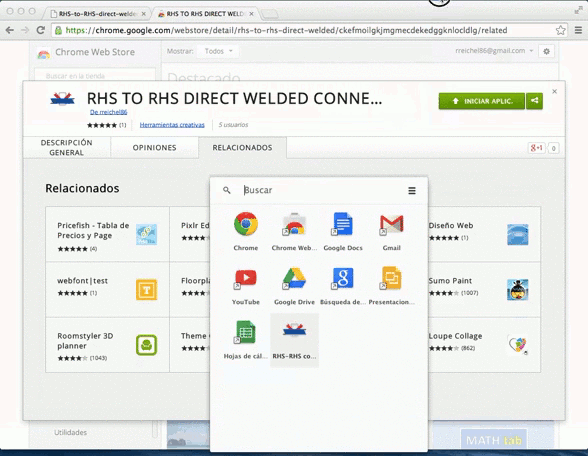 RHS-to-RHS-direct-welded
RHS TO RHS DIRECT WELDED
https://chrome.google.com/webstore/detail/rhs-to-rhs-direct-welded/ckefmoilgkjmgmecdekedggknlocldlg/related
Chrome Web Store
Mostrar:
Todos
rreichel86@gmail.com
Buscar en la tienda
Destacado
RHS TO RHS DIRECT WELDED CONNE...
INICIAR APLIC.
De rreichel86
★★★★★ (1)
Herramientas creativas
5 usuarios
DESCRIPCIÓN
GENERAL
OPINIONES
RELACIONADOS
g+1
0
Relacionados
Buscar
Pricefish - Tabla de
Precios y Page
★★★★★ (4)
Pixlr Ed
Diseño Web
★★★★★ (1)
Chrome
Chrome Web...
Google Docs
Gmail
webfont|test
★★★★★ (1)
Floorpla
Sumo Paint
★★★★★ (1007)
YouTube
Google Drive
Búsqueda de...
Presentacion...
Roomstyler 3D
planner
★★★★★ (1043)
Theme
Loupe Collage
★★★★★ (862)
Hojas de cál...
RHS-RHS co...
Utilidades
MATH Lab